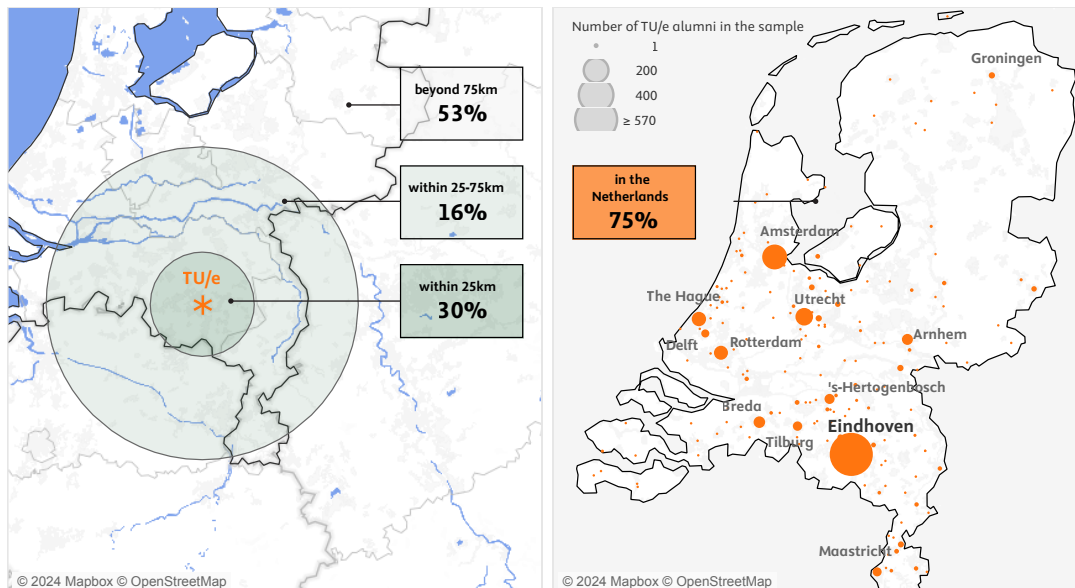 beyond 75km
53%
within 25-75km
16%
TU/e
within 25km
30%
© 2024 Mapbox © OpenStreetMap
Number of TU/e alumni in the sample
1
200
400
≥ 570
Groningen
in the
Netherlands
75%
Amsterdam
The Hague
Utrecht
Delft
Rotterdam
Arnhem
's-Hertogenbosch
Breda
Eindhoven
Tilburg
Maastricht
© 2024 Mapbox © OpenStreetMap